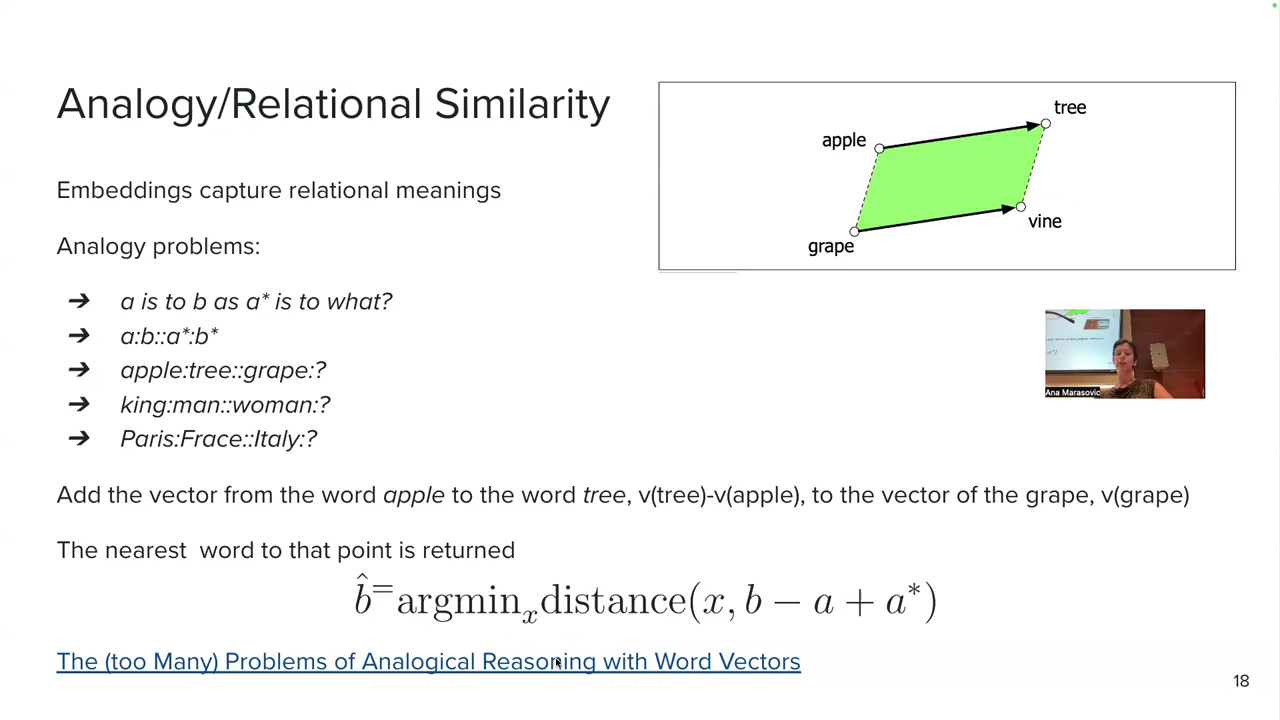 Analogy/Relational Similarity
Embeddings capture relational meanings
Analogy problems:
➔ a is to b as a* is to what?
➔ a:b::a*:b*
➔ apple:tree::grape:?
➔ king:man::woman:?
➔ Paris:Frace::Italy:?
apple
tree
grape
vine
Ana Marasovic
Add the vector from the word apple to the word tree, v(tree)-v(apple), to the vector of the grape, v(grape)
The nearest word to that point is returned
b̂ = argminₓdistance(x, b − a + a*)
The (too Many) Problems of Analogical Reasoning with Word Vectors
18